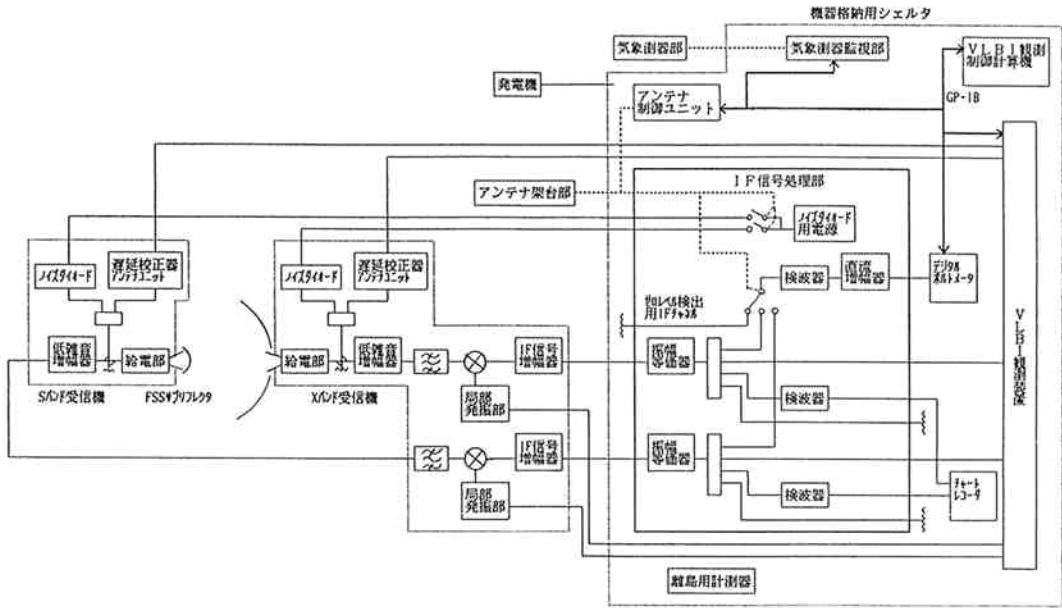 機器格納用シェルタ
気象測器部
気象測器監視部
VLBI観測
制御計算機
発電機
アンテナ
制御ユニット
GP-IB
アンテナ架台部
IF信号処理部
ノイズダイオード
用電源
ノイズダイオード
遅延校正器
アンテナユニット
ノイズダイオード
遅延校正器
アンテナユニット
検波器
直流
増幅器
デジタル
ボルトメータ
ゼロレベル検出
用IFチャネル
低雑音
増幅器
給電部
給電部
低雑音
増幅器
IF信号
増幅器
振幅
等価器
VLBI観測装置
Sバンド受信機
FSSサブリフレクタ
Xバンド受信機
局部
発振部
検波器
IF信号
増幅器
振幅
等価器
局部
発振部
検波器
チャート
レコーダ
離島用計測器